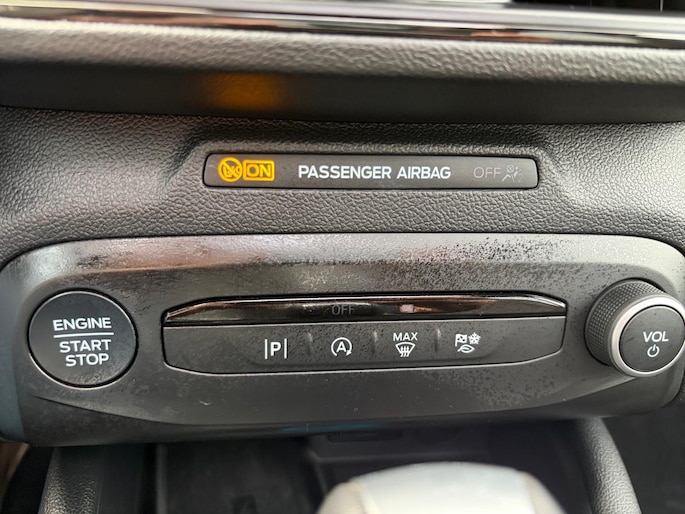 ON PASSENGER AIRBAG OFF
ENGINE
START
STOP
OFF
|P|
A
MAX
VOL